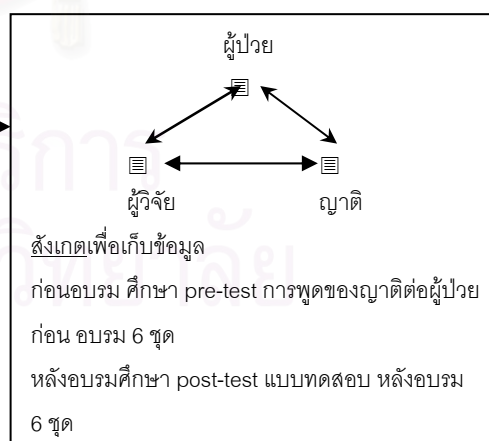 ผู้ป่วย
ผู้วิจัย ญาติ
สังเกตเพื่อเก็บข้อมูล
ก่อนอบรม ศึกษา pre-test การพูดของญาติต่อผู้ป่วย
ก่อน อบรม 6 ชุด
หลังอบรมศึกษา post-test แบบทดสอบ หลังอบรม
6 ชุด